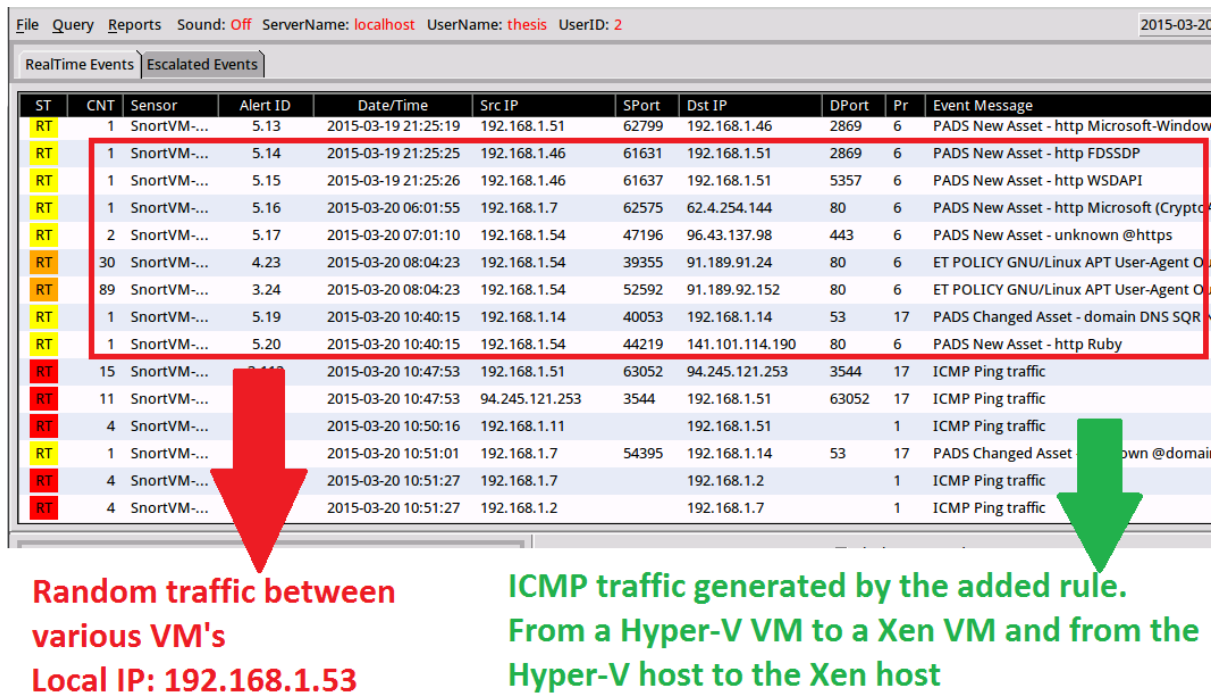 File Query Reports Sound: Off ServerName: localhost UserName: thesis UserID: 2 2015-03-20
RealTime Events Escalated Events
ST CNT Sensor Alert ID Date/Time Src IP SPort Dst IP DPort Pr Event Message
RT 1 SnortVM-... 5.13 2015-03-19 21:25:19 192.168.1.51 62799 192.168.1.46 2869 6 PADS New Asset - http Microsoft-Window
RT 1 SnortVM-... 5.14 2015-03-19 21:25:25 192.168.1.46 61631 192.168.1.51 2869 6 PADS New Asset - http FDSSDP
RT 1 SnortVM-... 5.15 2015-03-19 21:25:26 192.168.1.46 61637 192.168.1.51 5357 6 PADS New Asset - http WSDAPI
RT 1 SnortVM-... 5.16 2015-03-20 06:01:55 192.168.1.7 62575 62.4.254.144 80 6 PADS New Asset - http Microsoft (Crypto
RT 2 SnortVM-... 5.17 2015-03-20 07:01:10 192.168.1.54 47196 96.43.137.98 443 6 PADS New Asset - unknown @https
RT 30 SnortVM-... 4.23 2015-03-20 08:04:23 192.168.1.54 39355 91.189.91.24 80 6 ET POLICY GNU/Linux APT User-Agent Ou
RT 89 SnortVM-... 3.24 2015-03-20 08:04:23 192.168.1.54 52592 91.189.92.152 80 6 ET POLICY GNU/Linux APT User-Agent Ou
RT 1 SnortVM-... 5.19 2015-03-20 10:40:15 192.168.1.14 40053 192.168.1.14 53 17 PADS Changed Asset - domain DNS SQR
RT 1 SnortVM-... 5.20 2015-03-20 10:40:15 192.168.1.54 44219 141.101.114.190 80 6 PADS New Asset - http Ruby
RT 15 SnortVM-... 2015-03-20 10:47:53 192.168.1.51 63052 94.245.121.253 3544 17 ICMP Ping traffic
RT 11 SnortVM-... 2015-03-20 10:47:53 94.245.121.253 3544 192.168.1.51 63052 17 ICMP Ping traffic
RT 4 SnortVM-... 2015-03-20 10:50:16 192.168.1.11 192.168.1.51 1 ICMP Ping traffic
RT 1 SnortVM-... 2015-03-20 10:51:01 192.168.1.7 54395 192.168.1.14 53 17 PADS Changed Asset own @domain
RT 4 SnortVM-... 2015-03-20 10:51:27 192.168.1.7 192.168.1.2 1 ICMP Ping traffic
RT 4 SnortVM-... 2015-03-20 10:51:27 192.168.1.2 192.168.1.7 1 ICMP Ping traffic
Random traffic between
various VM's
Local IP: 192.168.1.53
ICMP traffic generated by the added rule.
From a Hyper-V VM to a Xen VM and from the
Hyper-V host to the Xen host